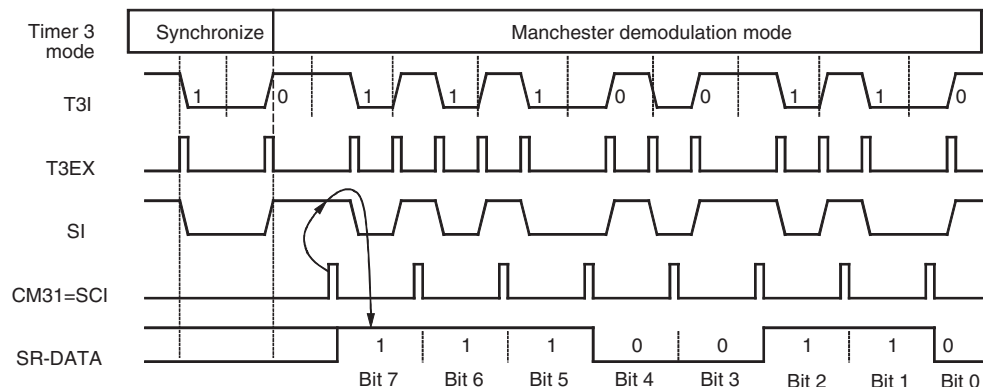 Timer 3 mode
Synchronize
Manchester demodulation mode
T3I
1 0 1 1 1 0 0 1 1 0
T3EX
SI
CM31=SCI
SR-DATA
1 1 1 0 0 1 1 0
Bit 7 Bit 6 Bit 5 Bit 4 Bit 3 Bit 2 Bit 1 Bit 0